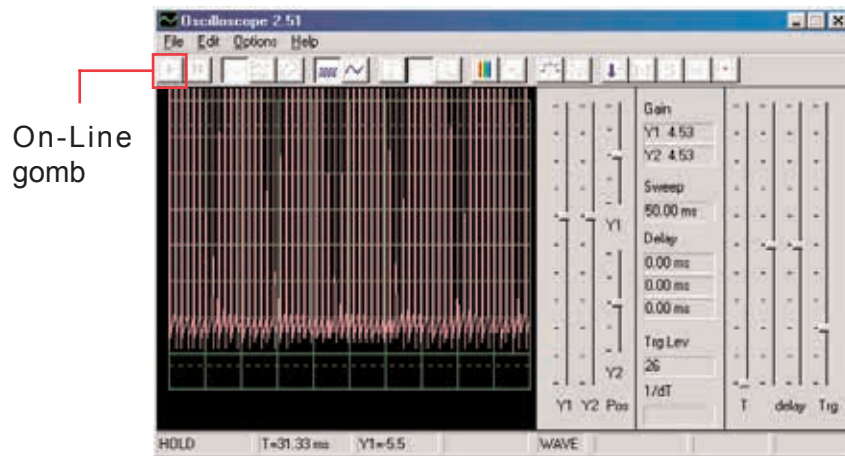 Oscilloscope 2.51
File Edit Options Help
On-Line
gomb
Gain
Y1 4.53
Y2 4.53
Sweep
50.00 ms
Delay
0.00 ms
0.00 ms
0.00 ms
Trg Lev
26
1/dT
Y1
Y2
Y1 Y2 Pos
T delay Trg
HOLD T=31.33 ms Y1=-5.5 WAVE